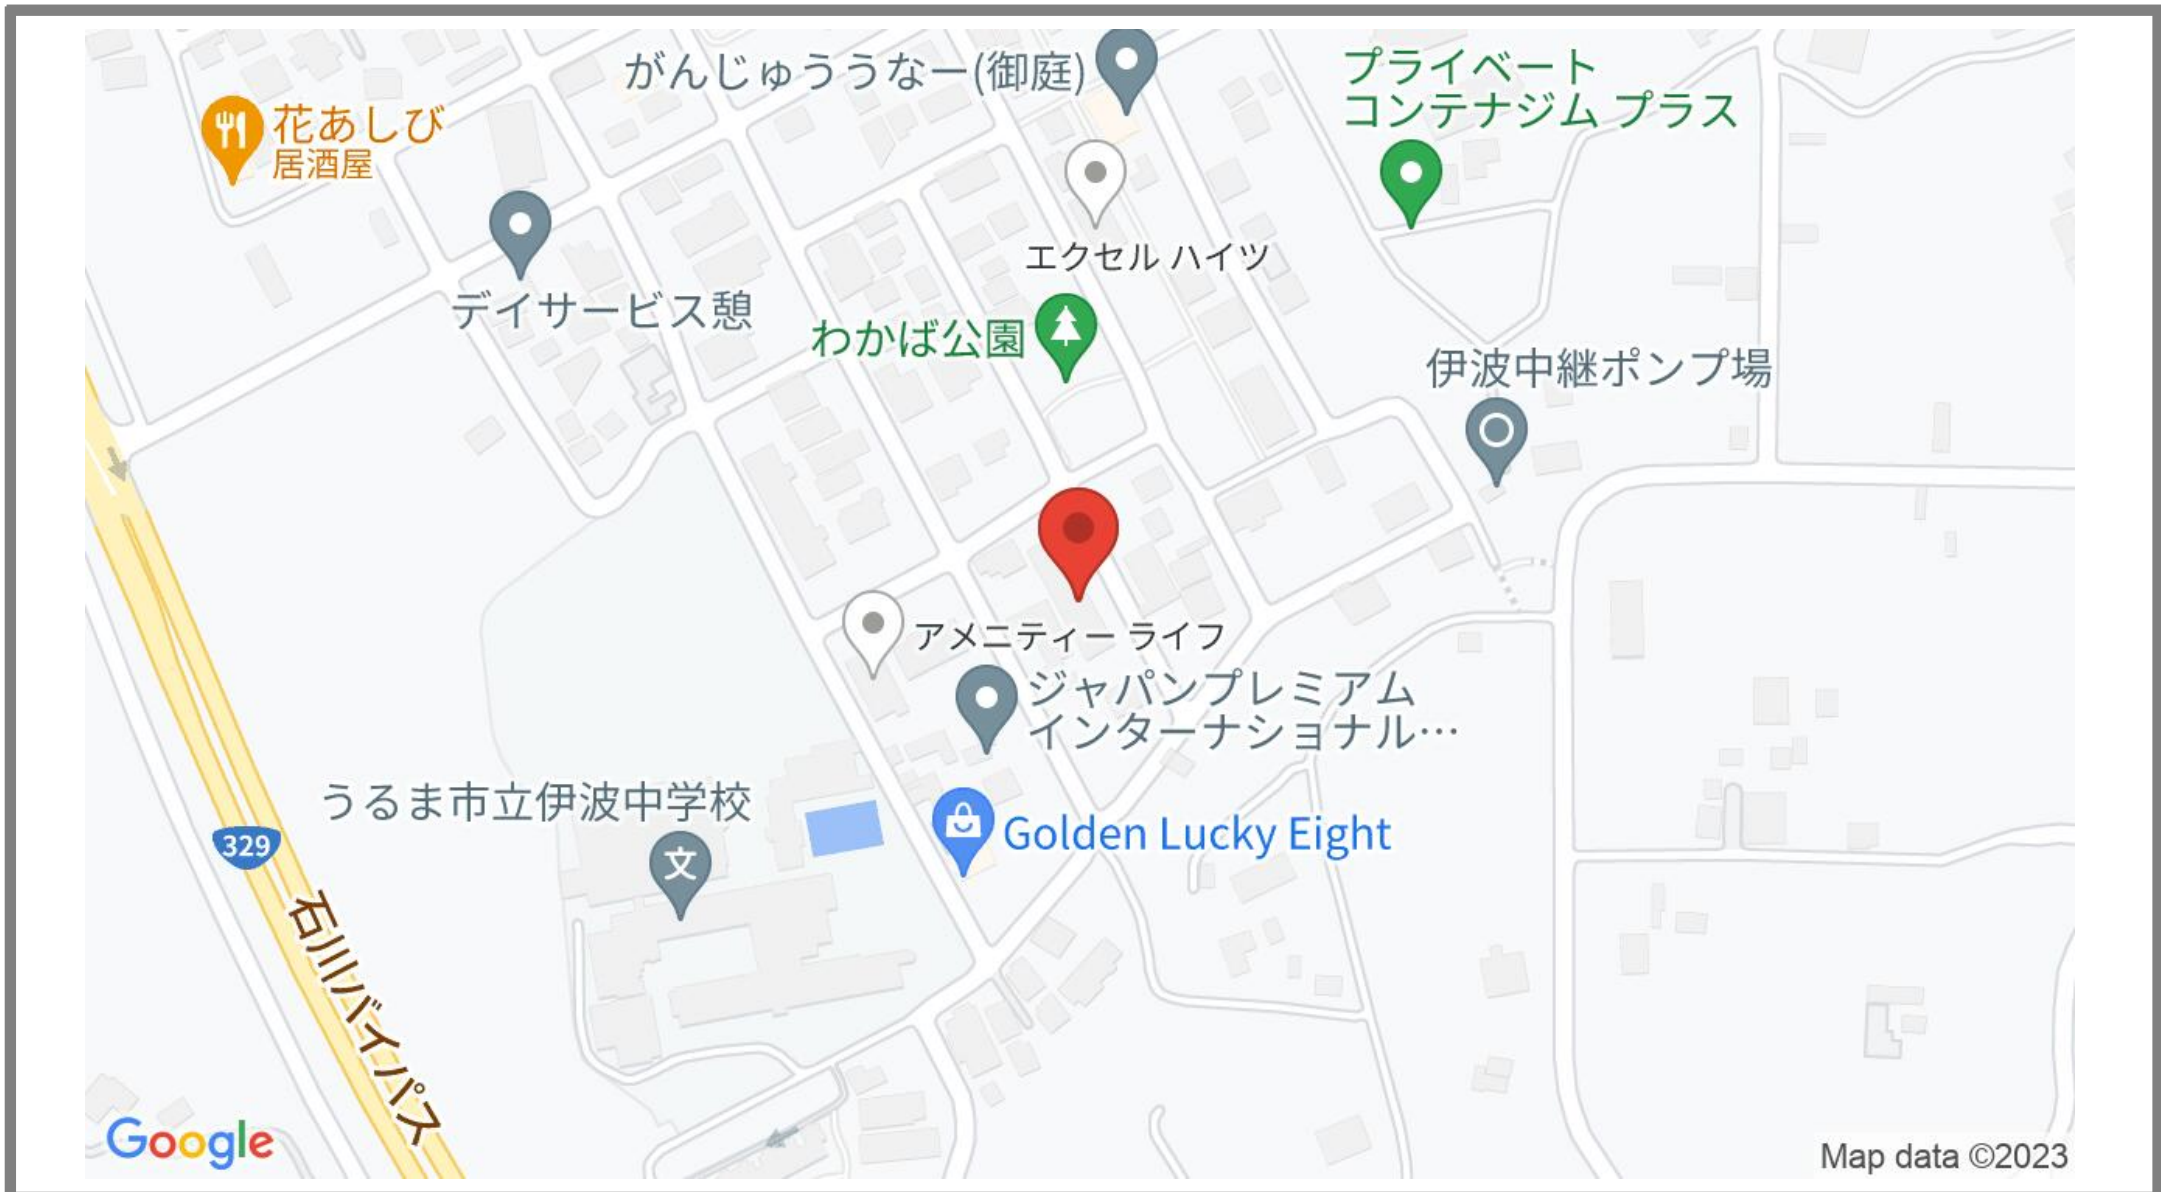 がんじゅううなー(御庭)
プライベート
コンテナジム プラス
花あしび
居酒屋
エクセル ハイツ
デイサービス憩
わかば公園
伊波中継ポンプ場
アメニティー ライフ
ジャパンプレミアム
インターナショナル…
うるま市立伊波中学校
文
Golden Lucky Eight
329
石川バイパス
Google
Map data ©2023